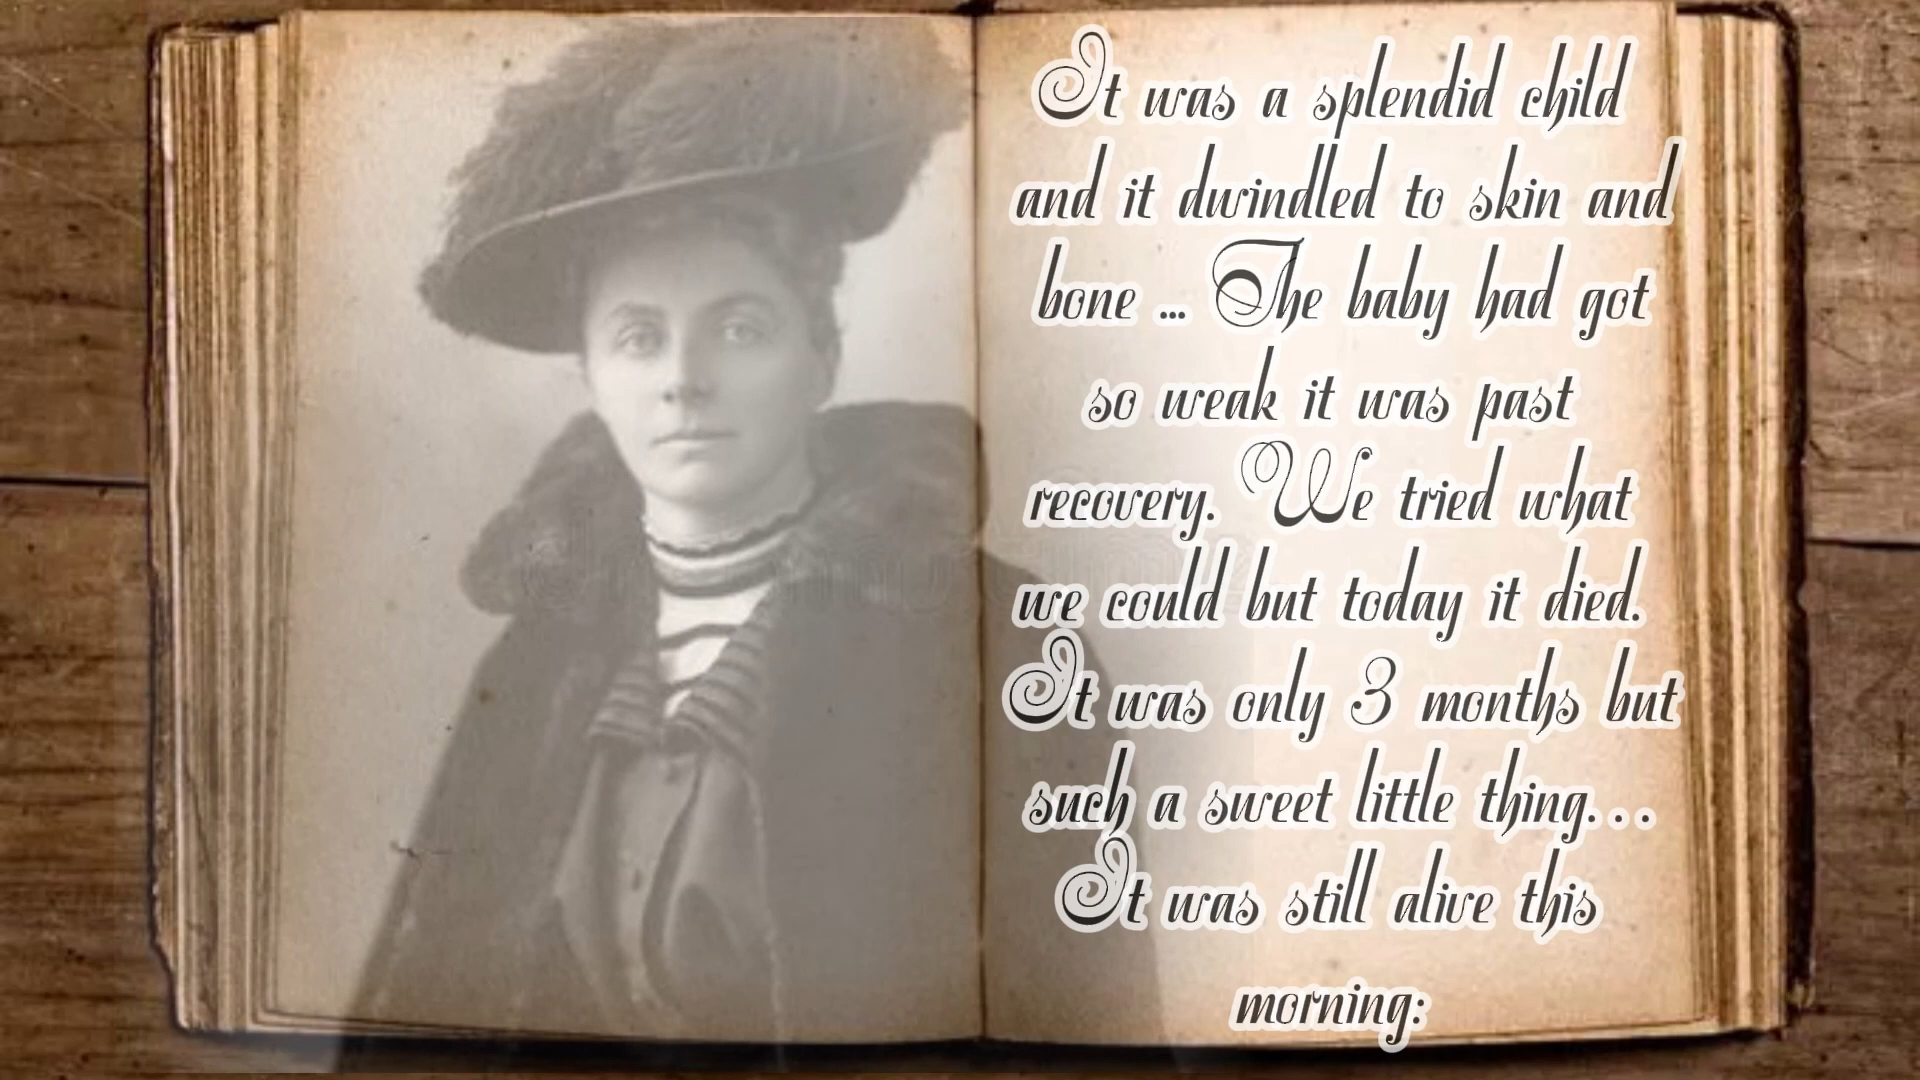 It was a splendid child
and it dwindled to skin and
bone ... The baby had got
so weak it was past
recovery. We tried what
we could but today it died.
It was only 3 months but
such a sweet little thing...
It was still alive this
morning: